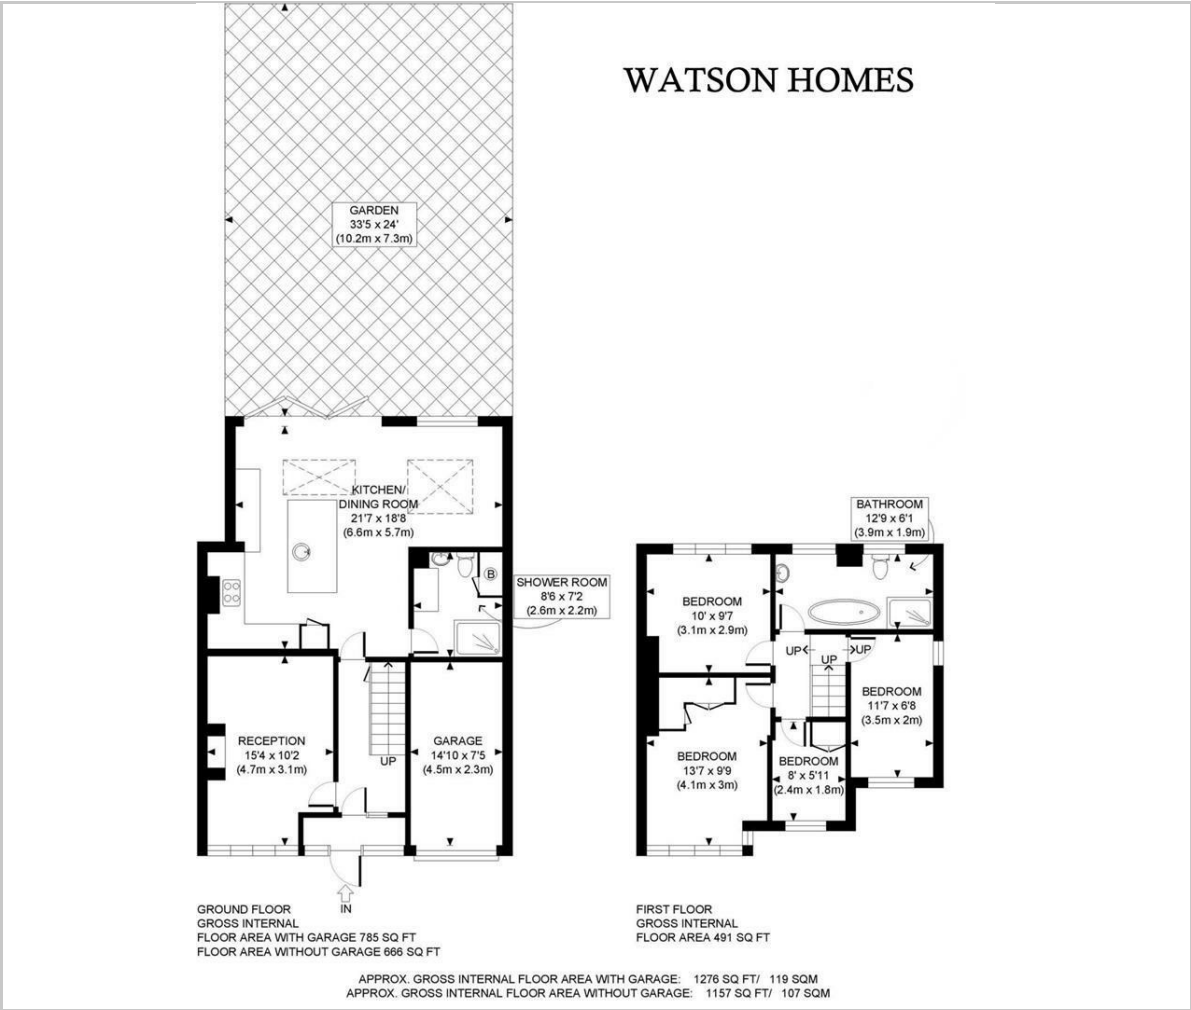 WATSON HOMES
GARDEN
33'5 x 24'
(10.2m x 7.3m)
KITCHEN/
DINING ROOM
21'7 x 18'8
(6.6m x 5.7m)
B
SHOWER ROOM
8'6 x 7'2
(2.6m x 2.2m)
RECEPTION
15'4 x 10'2
(4.7m x 3.1m)
UP
GARAGE
14'10 x 7'5
(4.5m x 2.3m)
IN
BATHROOM
12'9 x 6'1
(3.9m x 1.9m)
BEDROOM
10' x 9'7
(3.1m x 2.9m)
UP
UP
UP
BEDROOM
11'7 x 6'8
(3.5m x 2m)
BEDROOM
13'7 x 9'9
(4.1m x 3m)
BEDROOM
8' x 5'11
(2.4m x 1.8m)
GROUND FLOOR
GROSS INTERNAL
FLOOR AREA WITH GARAGE 785 SQ FT
FLOOR AREA WITHOUT GARAGE 666 SQ FT
FIRST FLOOR
GROSS INTERNAL
FLOOR AREA 491 SQ FT
APPROX. GROSS INTERNAL FLOOR AREA WITH GARAGE: 1276 SQ FT/ 119 SQM
APPROX. GROSS INTERNAL FLOOR AREA WITHOUT GARAGE: 1157 SQ FT/ 107 SQM